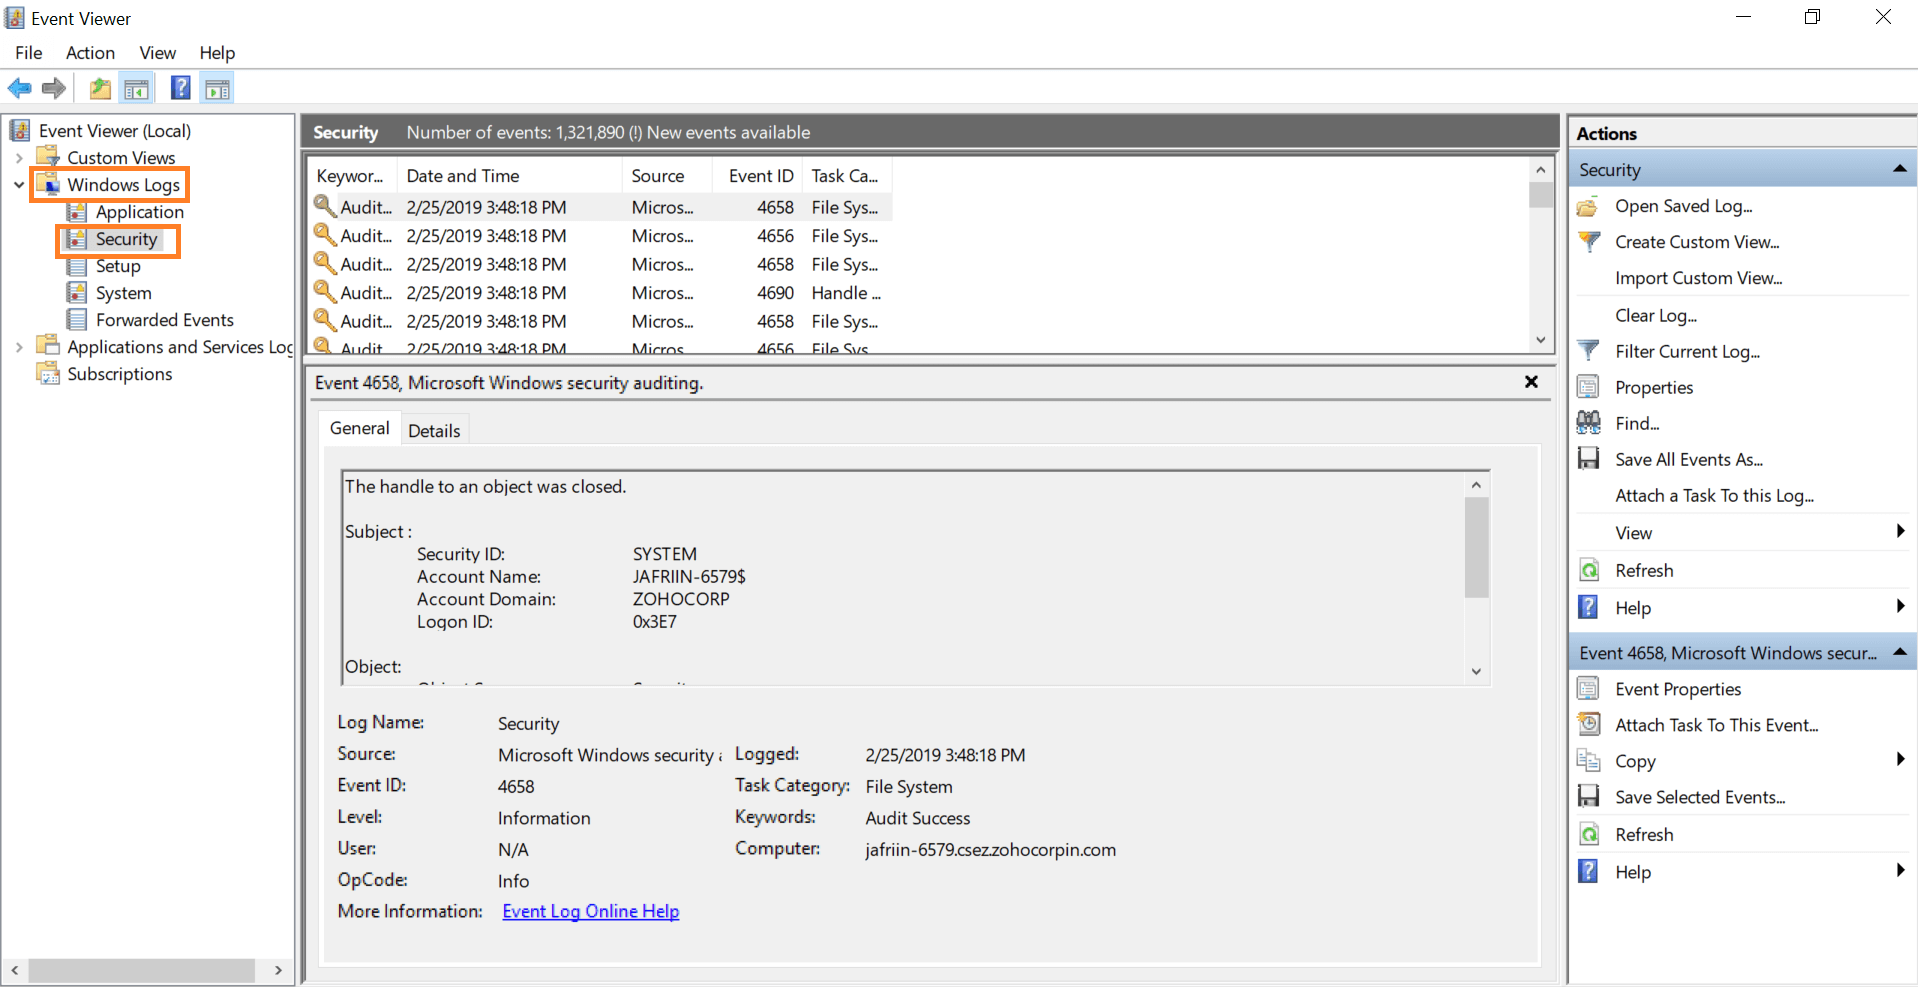 Event Viewer
File Action View Help
Event Viewer (Local)
Custom Views
Windows Logs
Application
Security
Setup
System
Forwarded Events
Applications and Services Log
Subscriptions
Security Number of events: 1,321,890 (!) New events available
Keywor... Date and Time Source Event ID Task Ca...
Audit... 2/25/2019 3:48:18 PM Micros... 4658 File Sys...
Audit... 2/25/2019 3:48:18 PM Micros... 4656 File Sys...
Audit... 2/25/2019 3:48:18 PM Micros... 4658 File Sys...
Audit... 2/25/2019 3:48:18 PM Micros... 4690 Handle ...
Audit... 2/25/2019 3:48:18 PM Micros... 4658 File Sys...
Audit 2/25/2019 3:48:18 PM Micros 4656 File Sys
Event 4658, Microsoft Windows security auditing.
General Details
The handle to an object was closed.
Subject :
Security ID: SYSTEM
Account Name: JAFRIIN-6579$
Account Domain: ZOHOCORP
Logon ID: 0x3E7
Object:
Log Name: Security
Source: Microsoft Windows security a Logged: 2/25/2019 3:48:18 PM
Event ID: 4658 Task Category: File System
Level: Information Keywords: Audit Success
User: N/A Computer: jafriin-6579.csez.zohocorpin.com
OpCode: Info
More Information: Event Log Online Help
Actions
Security
Open Saved Log...
Create Custom View...
Import Custom View...
Clear Log...
Filter Current Log...
Properties
Find...
Save All Events As...
Attach a Task To this Log...
View
Refresh
Help
Event 4658, Microsoft Windows secur...
Event Properties
Attach Task To This Event...
Copy
Save Selected Events...
Refresh
Help